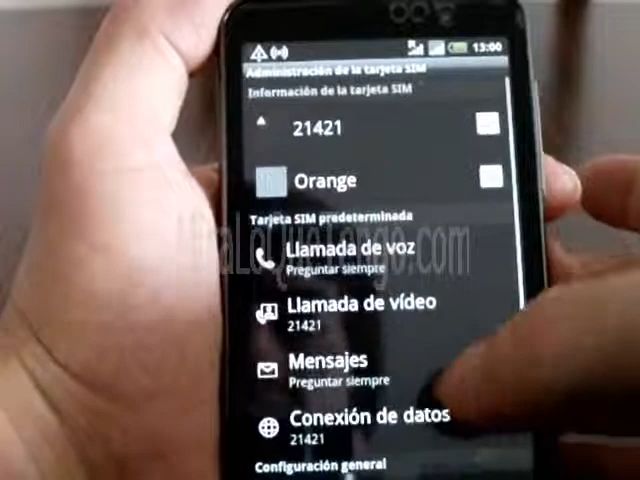 13:00
Administración de la tarjeta SIM
Información de la tarjeta SIM
21421
Orange
Tarjeta SIM predeterminada
Llamada de voz
Preguntar siempre
Llamada de vídeo
21421
Mensajes
Preguntar siempre
Conexión de datos
21421
Configuración general